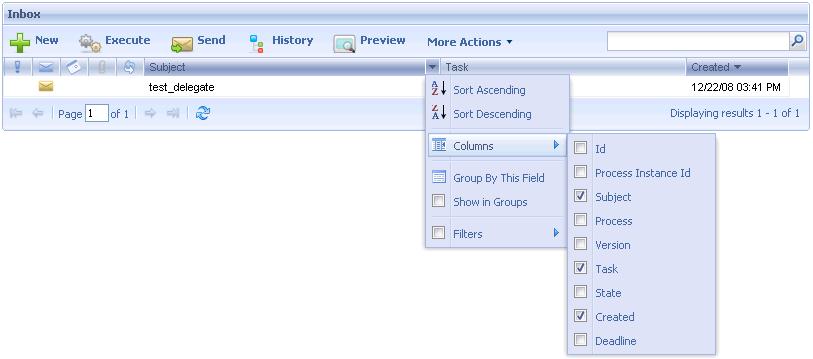 Inbox
New Execute Send History Preview More Actions
Subject Task Created
test_delegate 12/22/08 03:41 PM
Page 1 of 1 Displaying results 1 - 1 of 1
Sort Ascending
Sort Descending
Columns
Group By This Field
Show in Groups
Filters
Id
Process Instance Id
Subject
Process
Version
Task
State
Created
Deadline